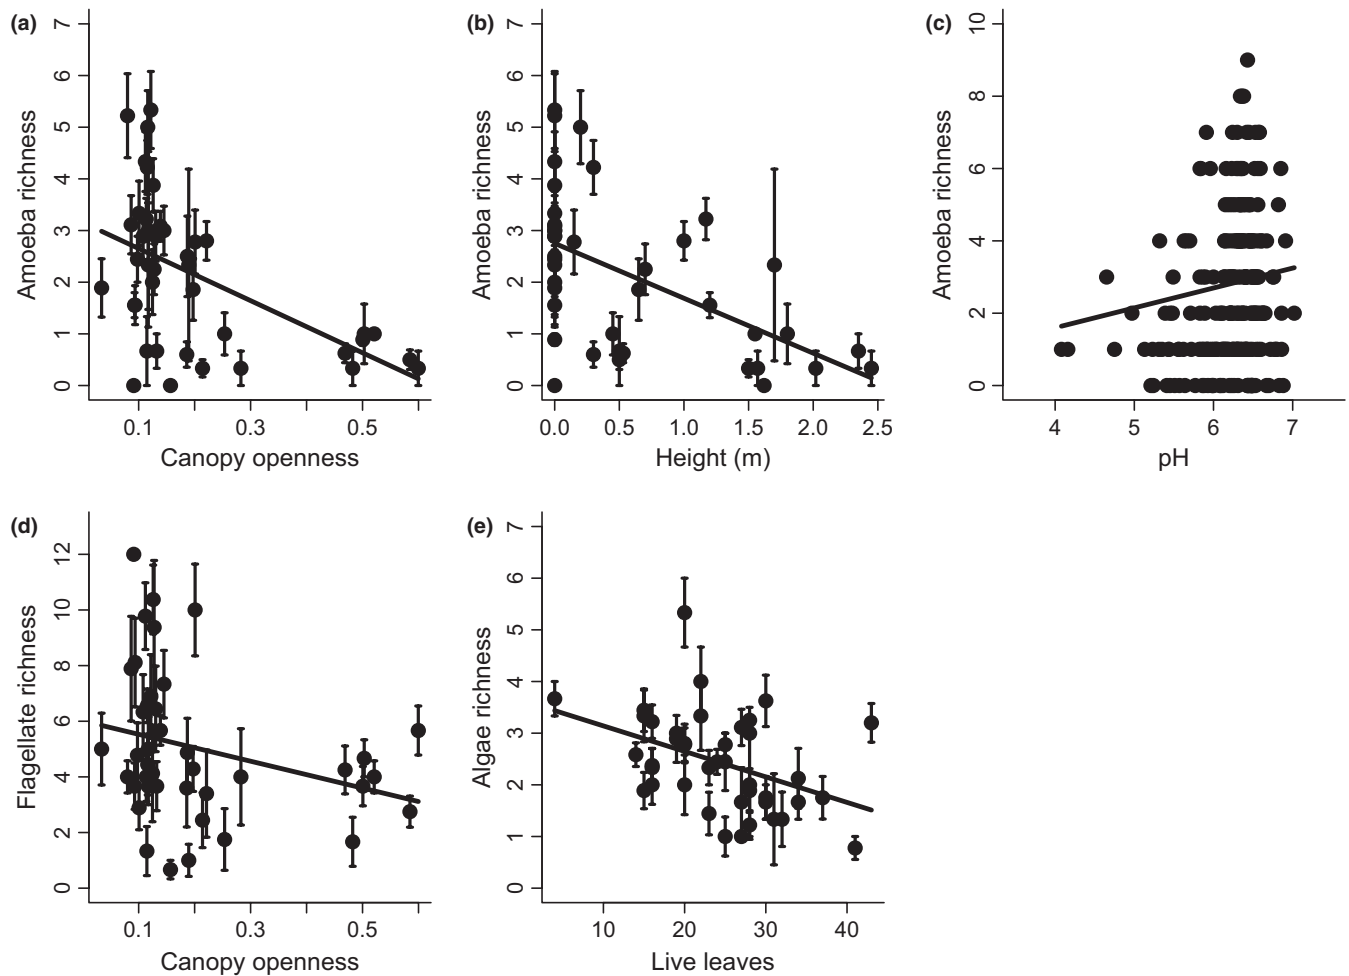 (a)
Amoeba richness
0 1 2 3 4 5 6 7
0.1 0.3 0.5
Canopy openness
(b)
Amoeba richness
0 1 2 3 4 5 6 7
0.0 0.5 1.0 1.5 2.0 2.5
Height (m)
(c)
Amoeba richness
0 2 4 6 8 10
4 5 6 7
pH
(d)
Flagellate richness
0 2 4 6 8 10 12
0.1 0.3 0.5
Canopy openness
(e)
Algae richness
0 1 2 3 4 5 6 7
10 20 30 40
Live leaves